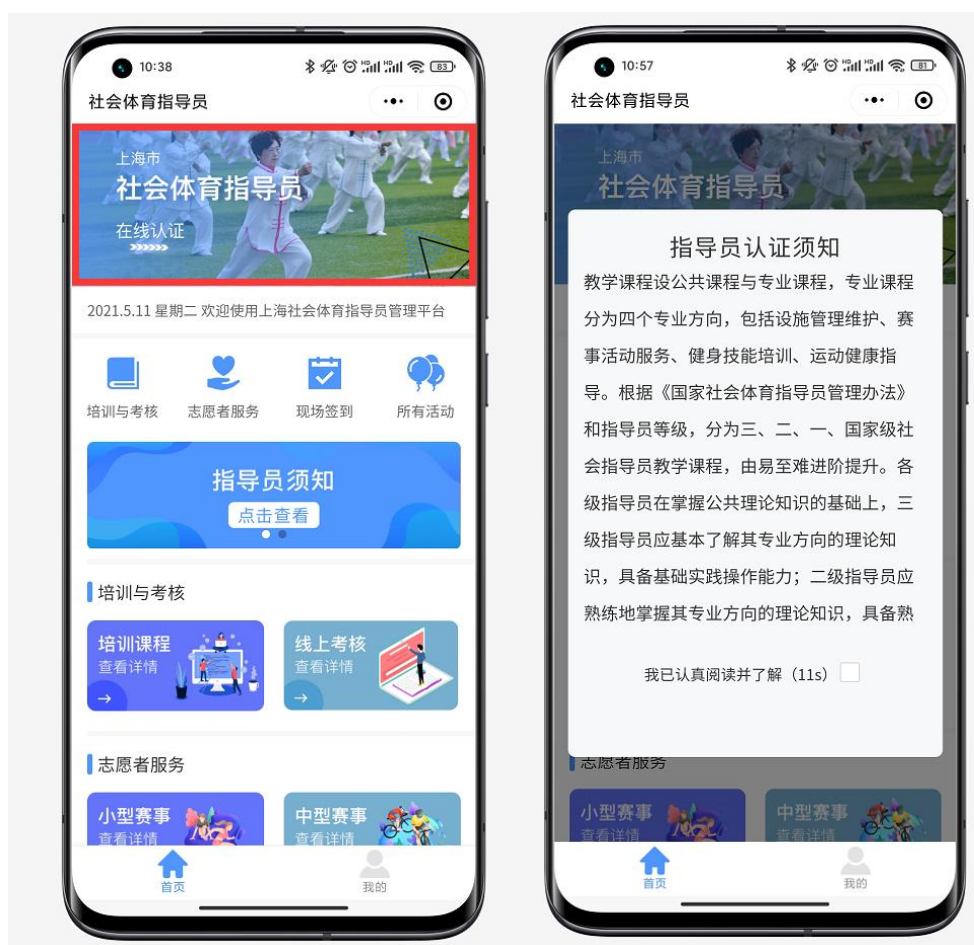 10:38
83
社会体育指导员
上海市
社会体育指导员
在线认证
2021.5.11 星期二 欢迎使用上海社会体育指导员管理平台
培训与考核
志愿者服务
现场签到
所有活动
指导员须知
点击查看
培训与考核
培训课程
查看详情
线上考核
查看详情
志愿者服务
小型赛事
查看详情
中型赛事
查看详情
首页
我的
10:57
81
社会体育指导员
上海市
社会体育指导员
指导员认证须知
教学课程设公共课程与专业课程，专业课程
分为四个专业方向，包括设施管理维护、赛
事活动服务、健身技能培训、运动健康指
导。根据《国家社会体育指导员管理办法》
和指导员等级，分为三、二、一、国家级社
会指导员教学课程，由易至难进阶提升。各
级指导员在掌握公共理论知识的基础上，三
级指导员应基本了解其专业方向的理论知
识，具备基础实践操作能力；二级指导员应
熟练地掌握其专业方向的理论知识，具备熟
我已认真阅读并了解（11s）
志愿者服务
小型赛事
查看详情
中型赛事
查看详情
首页
我的